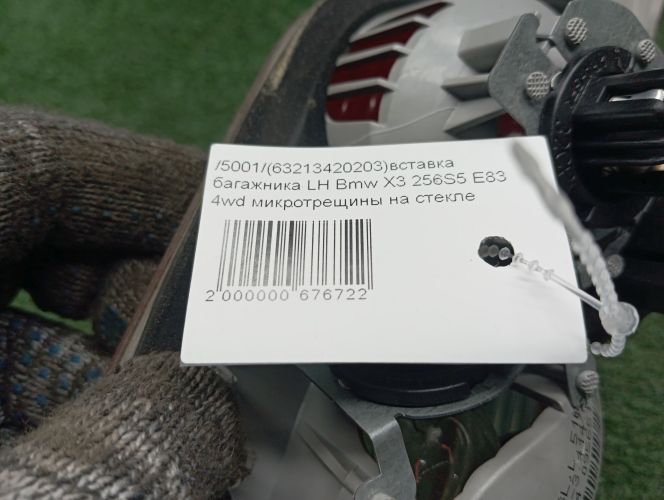 /5001/(63213420203)вставка
багажника LH Bmw X3 256S5 E83
4wd микротрещины на стекле
2 000000 676722